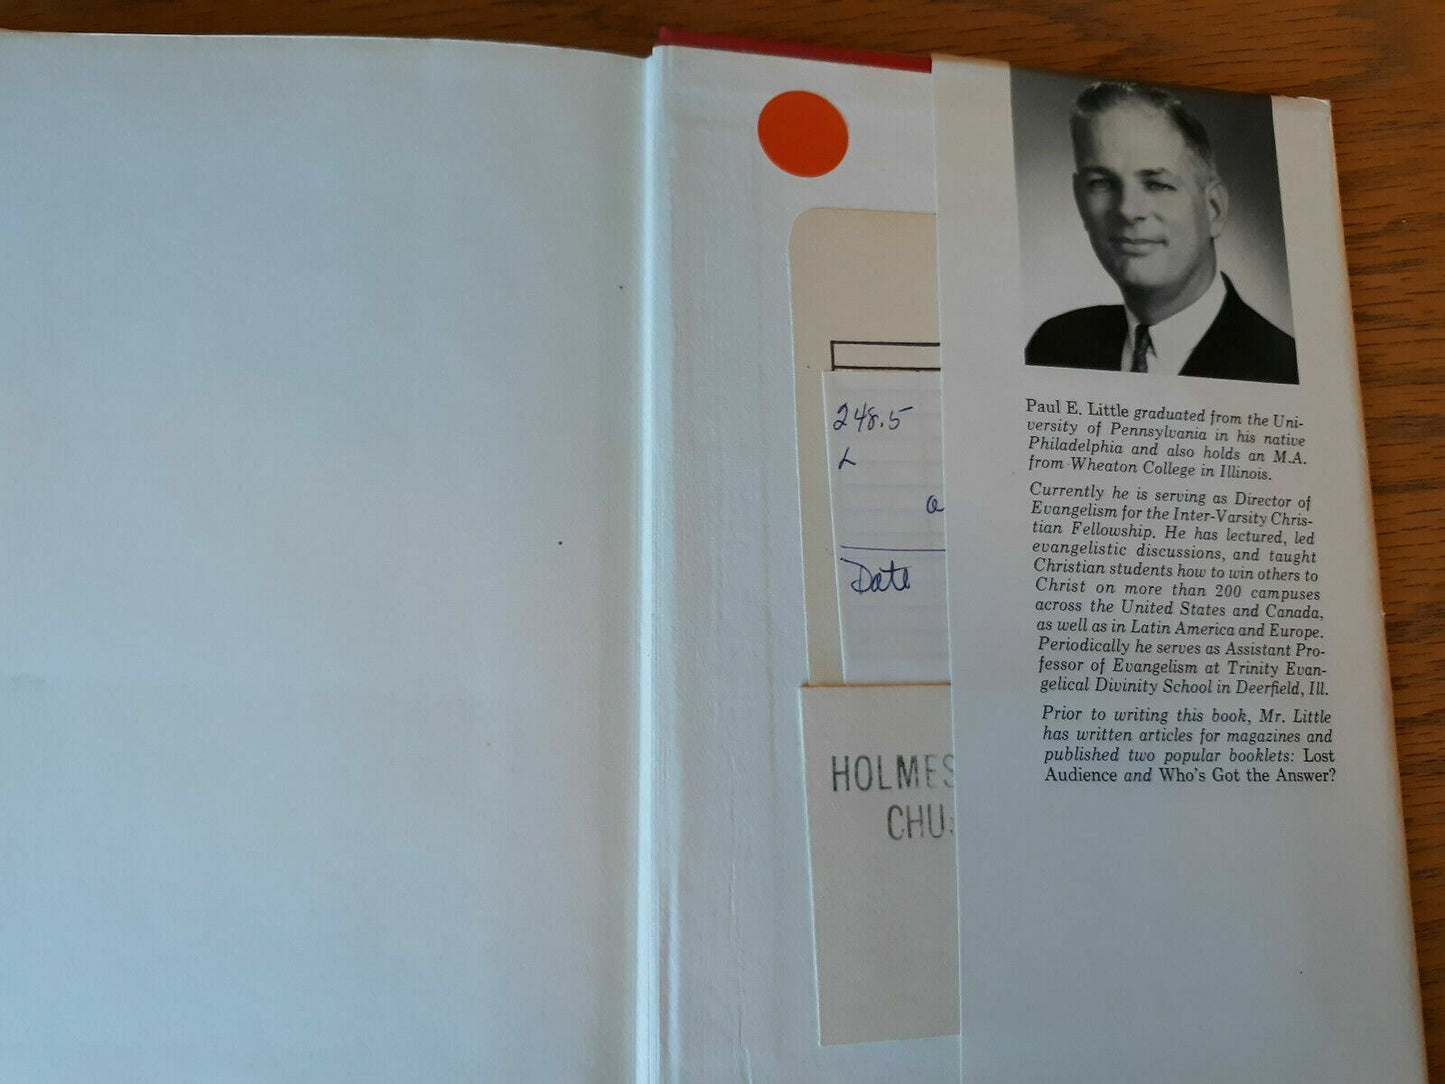 248.5
L
a
Date
HOLMES
CHU
Paul E. Little graduated from the Uni-
versity of Pennsylvania in his native
Philadelphia and also holds an M.A.
from Wheaton College in Illinois.
Currently he is serving as Director of
Evangelism for the Inter-Varsity Chris-
tian Fellowship. He has lectured, led
evangelistic discussions, and taught
Christian students how to win others to
Christ on more than 200 campuses
across the United States and Canada,
as well as in Latin America and Europe.
Periodically he serves as Assistant Pro-
fessor of Evangelism at Trinity Evan-
gelical Divinity School in Deerfield, Ill.
Prior to writing this book, Mr. Little
has written articles for magazines and
published two popular booklets: Lost
Audience and Who's Got the Answer?